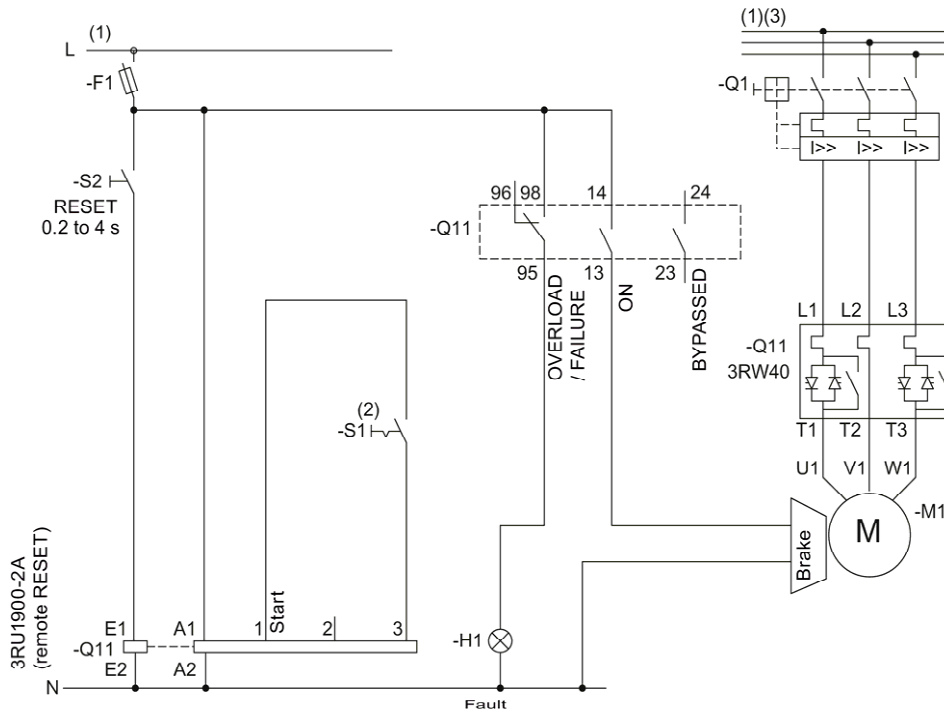 (1)
L
-F1
-S2
RESET
0.2 to 4 s
96 98 14 24
-Q11
95 13 23
OVERLOAD
/ FAILURE
ON
BYPASSED
(2)
-S1
3RU1900-2A
(remote RESET)
E1 A1 1 Start 2 3
-Q11
E2 A2
-H1
N
Fault
(1)(3)
-Q1
I>> I>> I>>
L1 L2 L3
-Q11
3RW40
T1 T2 T3
U1 V1 W1
Brake
M
-M1